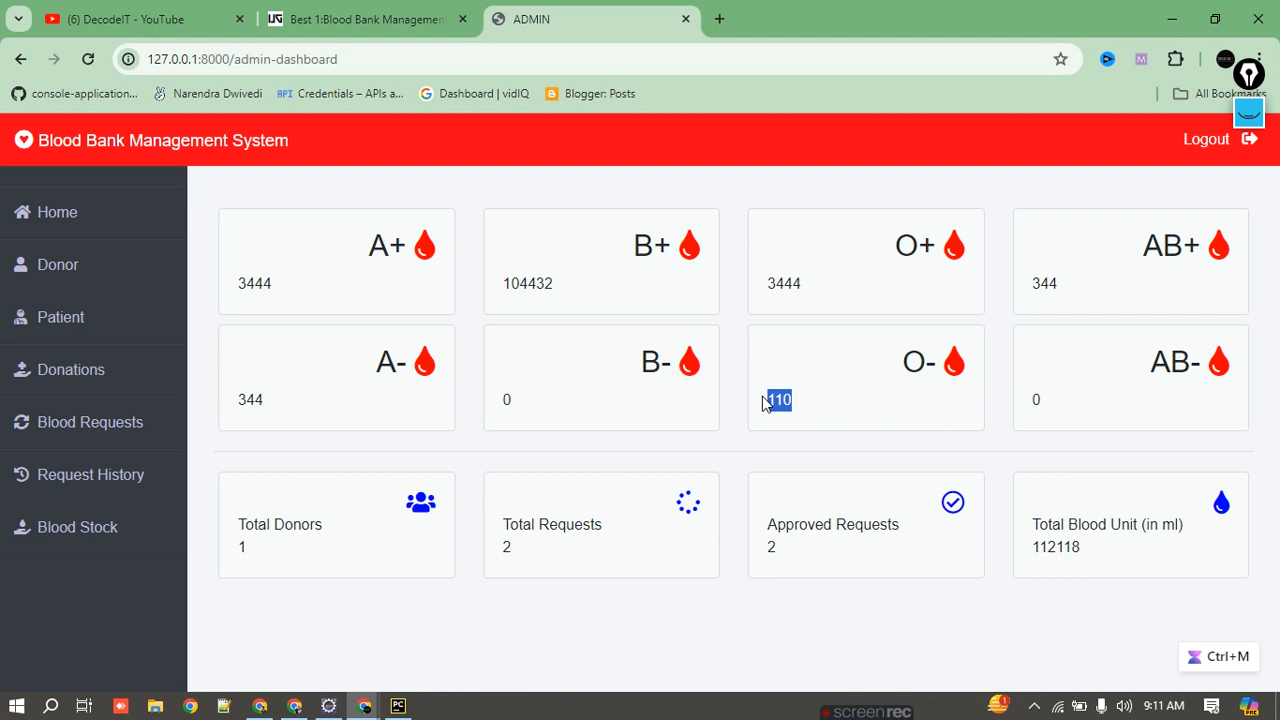 (6) DecodeIT - YouTube
Best 1:Blood Bank Managemen
ADMIN
127.0.0.1:8000/admin-dashboard
console-application...
Narendra Dwivedi
API Credentials – APIs a...
Dashboard | vidIQ
Blogger: Posts
All Bookmarks
Blood Bank Management System
Logout
Home
Donor
Patient
Donations
Blood Requests
Request History
Blood Stock
A+
3444
B+
104432
O+
3444
AB+
344
A-
344
B-
0
O-
110
AB-
0
Total Donors
1
Total Requests
2
Approved Requests
2
Total Blood Unit (in ml)
112118
Ctrl+M
screenrec
9:11 AM